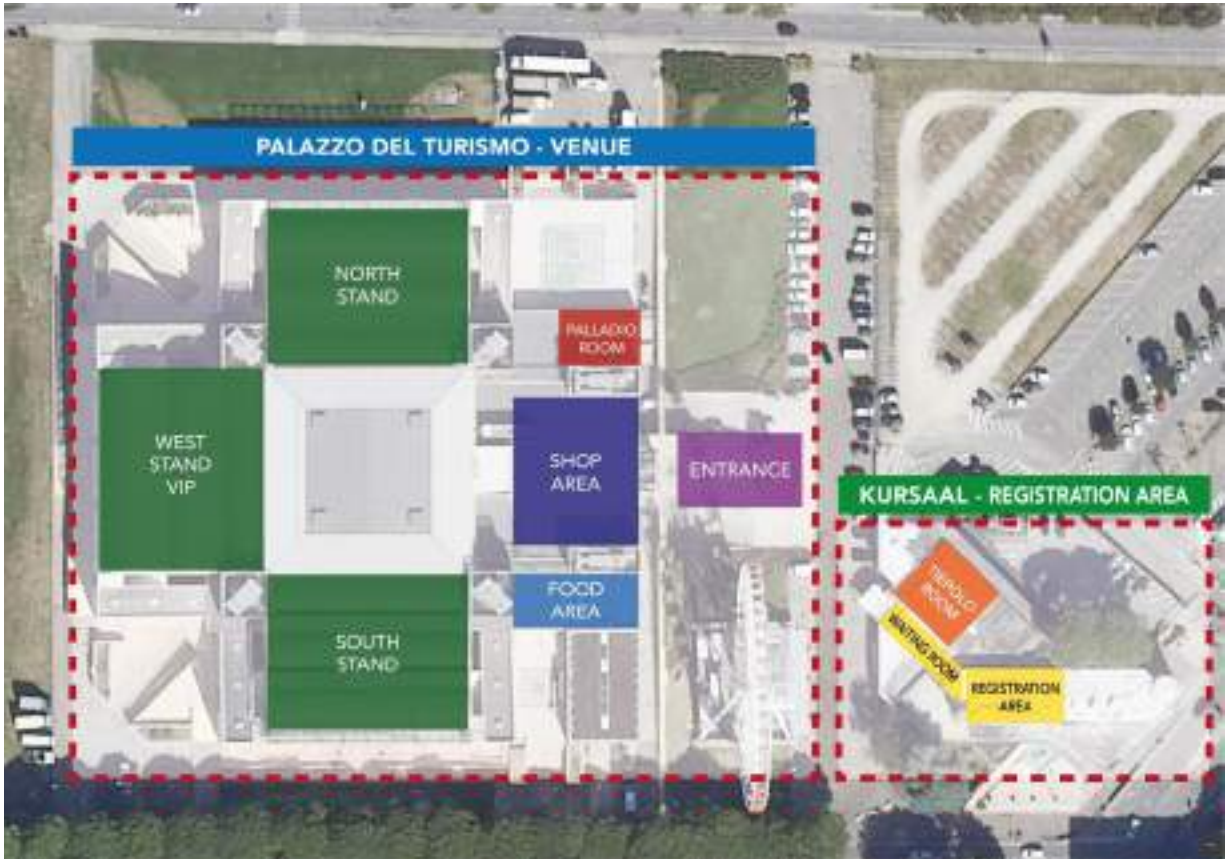 PALAZZO DEL TURISMO - VENUE
NORTH
STAND
PALLADIO
ROOM
WEST
STAND
VIP
SHOP
AREA
ENTRANCE
KURSAAL - REGISTRATION AREA
FOOD
AREA
TIEPOLO
ROOM
WAITING ROOM
SOUTH
STAND
REGISTRATION
AREA